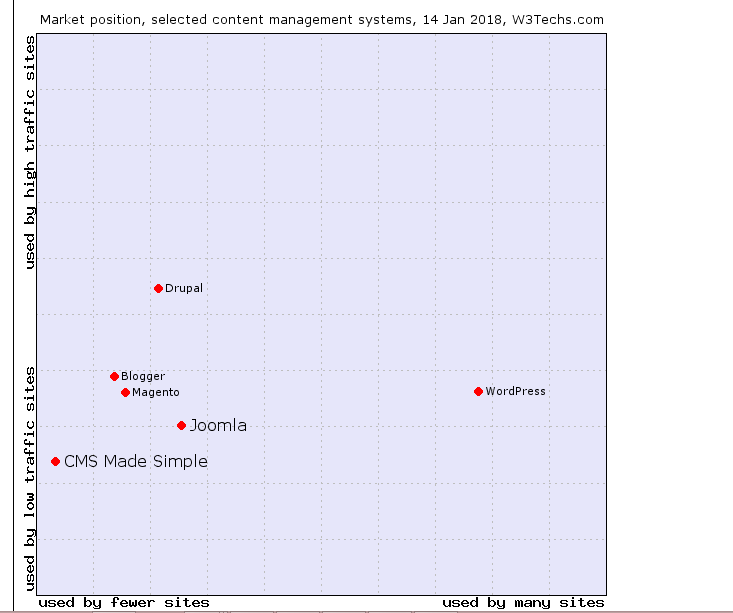 Market position, selected content management systems, 14 Jan 2018, W3Techs.com
used by high traffic sites
Drupal
Blogger
Magento
WordPress
Joomla
CMS Made Simple
used by low traffic sites
used by fewer sites
used by many sites